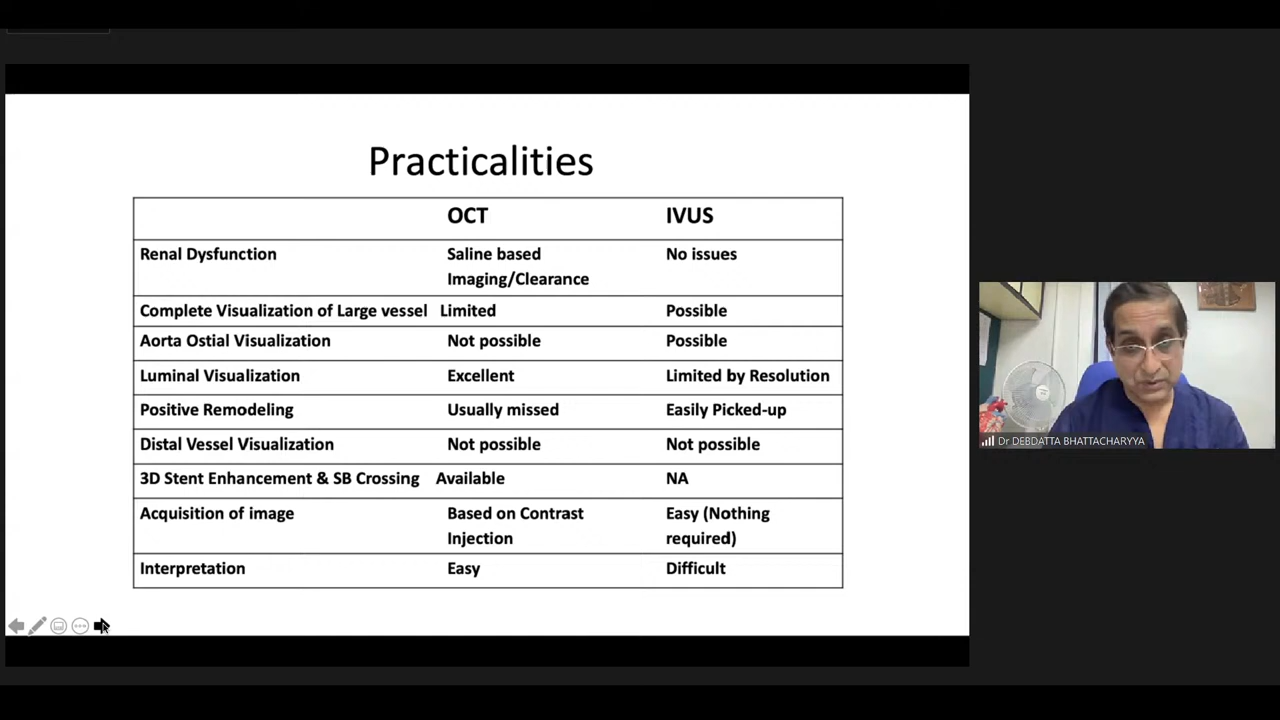 Practicalities
OCT IVUS
Renal Dysfunction Saline based No issues
Imaging/Clearance
Complete Visualization of Large vessel Limited Possible
Aorta Ostial Visualization Not possible Possible
Luminal Visualization Excellent Limited by Resolution
Positive Remodeling Usually missed Easily Picked-up
Distal Vessel Visualization Not possible Not possible
3D Stent Enhancement & SB Crossing Available NA
Acquisition of image Based on Contrast Easy (Nothing
Injection required)
Interpretation Easy Difficult
Dr DEBDATTA BHATTACHARYYA